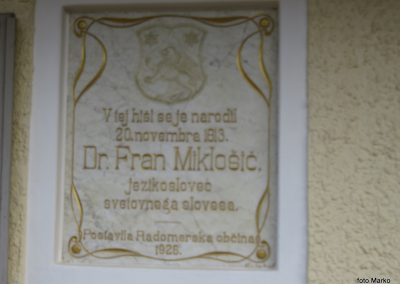 V tej hiši se je narodil
20. novembra 1813.
Dr. Fran Miklošič,
jezikoslovec
svetovnega slovesa.
Postavila Radomerska občina
1926.
foto Marko